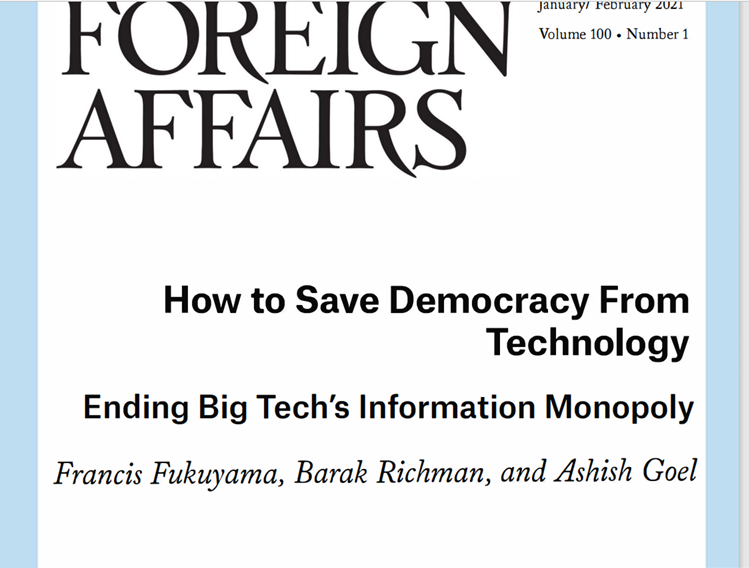 FOREIGN
AFFAIRS
January/ February 2021
Volume 100 • Number 1
How to Save Democracy From
Technology
Ending Big Tech’s Information Monopoly
Francis Fukuyama, Barak Richman, and Ashish Goel